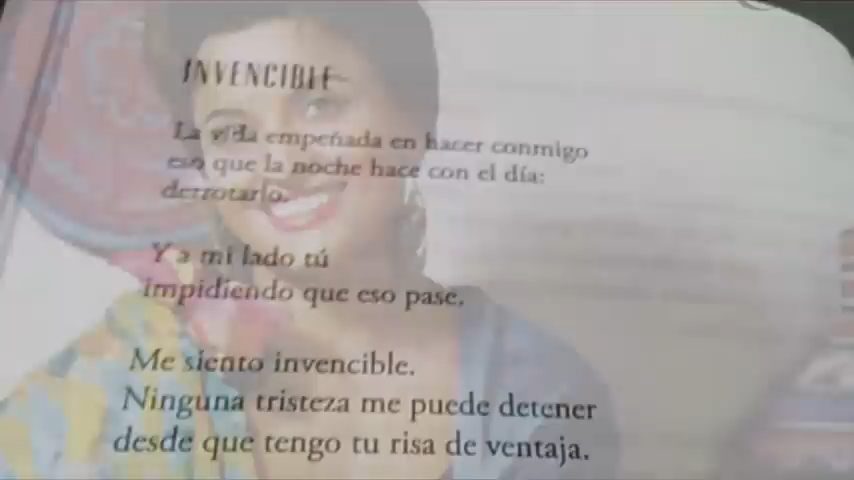 INVENCIBLE
La vida empeñada en hacer conmigo
eso que la noche hace con el día:
derrotarlo.
Y a mi lado tú
impidiendo que eso pase.
Me siento invencible.
Ninguna tristeza me puede detener
desde que tengo tu risa de ventaja.